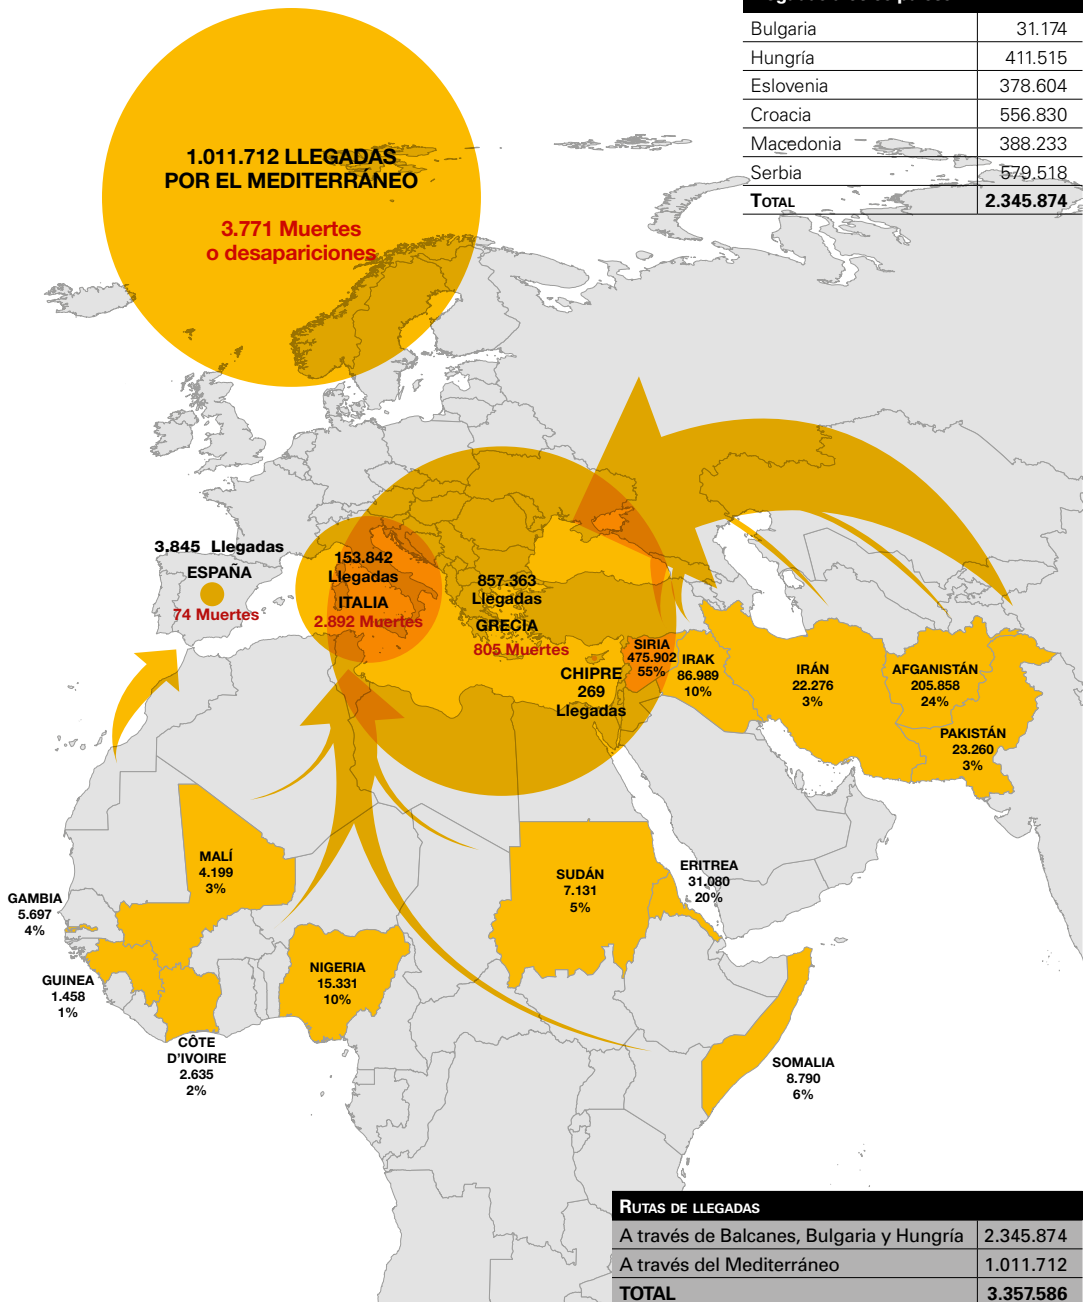 Bulgaria 31.174
Hungría 411.515
Eslovenia 378.604
Croacia 556.830
Macedonia 388.233
Serbia 579.518
TOTAL 2.345.874
1.011.712 LLEGADAS
POR EL MEDITERRÁNEO
3.771 Muertes
o desapariciones
3.845 Llegadas
ESPAÑA
74 Muertes
153.842
Llegadas
ITALIA
2.892 Muertes
857.363
Llegadas
GRECIA
805 Muertes
CHIPRE
269
Llegadas
SIRIA
475.902
55%
IRAK
86.989
10%
IRÁN
22.276
3%
AFGANISTÁN
205.858
24%
PAKISTÁN
23.260
3%
MALÍ
4.199
3%
GAMBIA
5.697
4%
GUINEA
1.458
1%
CÔTE
D'IVOIRE
2.635
2%
NIGERIA
15.331
10%
SUDÁN
7.131
5%
ERITREA
31.080
20%
SOMALIA
8.790
6%
RUTAS DE LLEGADAS
A través de Balcanes, Bulgaria y Hungría 2.345.874
A través del Mediterráneo 1.011.712
TOTAL 3.357.586